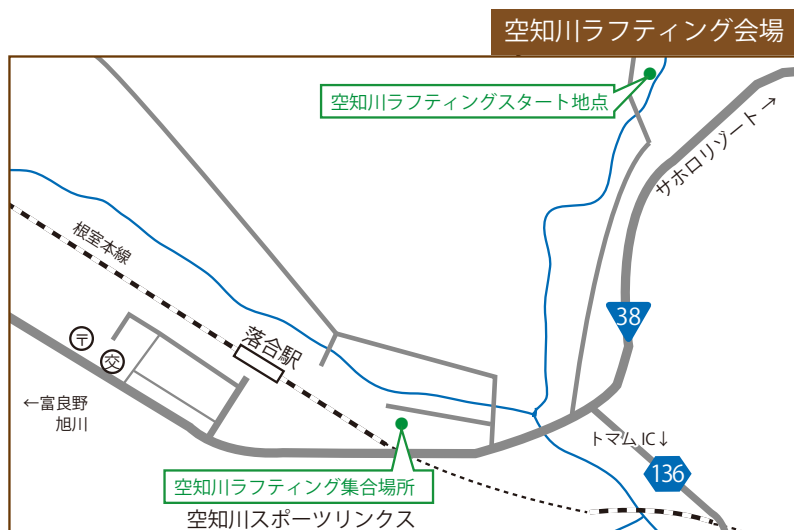 空知川ラフティング会場
空知川ラフティングスタート地点
サホロリゾート→
根室本線
38
〒
落合駅
交
←富良野
旭川
トマム IC↓
136
空知川ラフティング集合場所
空知川スポーツリンクス